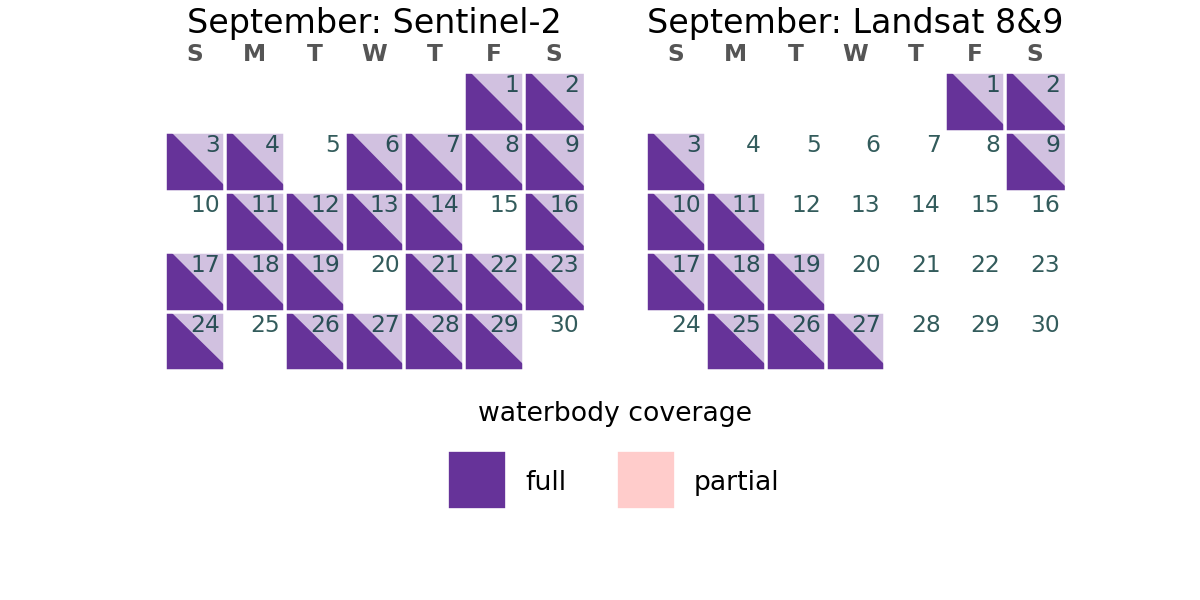 September: Sentinel-2
S M T W T F S
1 2
3 4 5 6 7 8 9
10 11 12 13 14 15 16
17 18 19 20 21 22 23
24 25 26 27 28 29 30
September: Landsat 8&9
S M T W T F S
1 2
3 4 5 6 7 8 9
10 11 12 13 14 15 16
17 18 19 20 21 22 23
24 25 26 27 28 29 30
waterbody coverage
full
partial